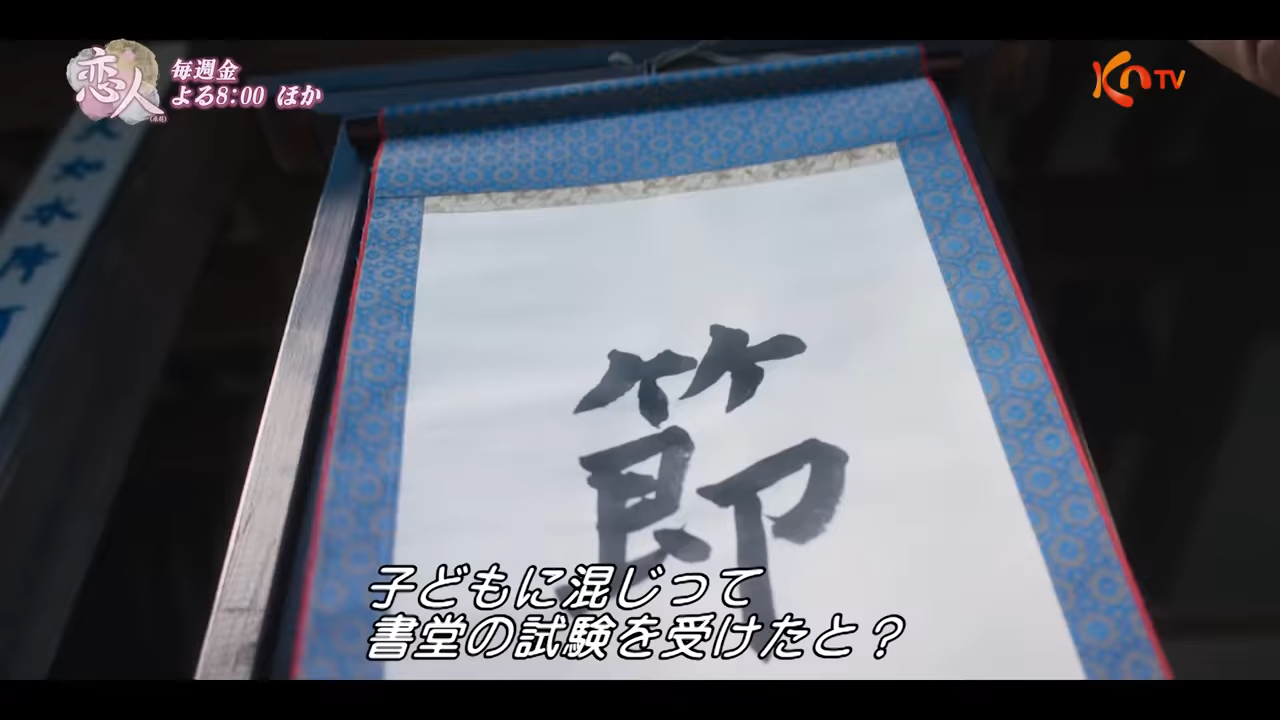 恋人
毎週金
よる8:00 ほか
KnTV
節
子どもに混じって
書堂の試験を受けたと?